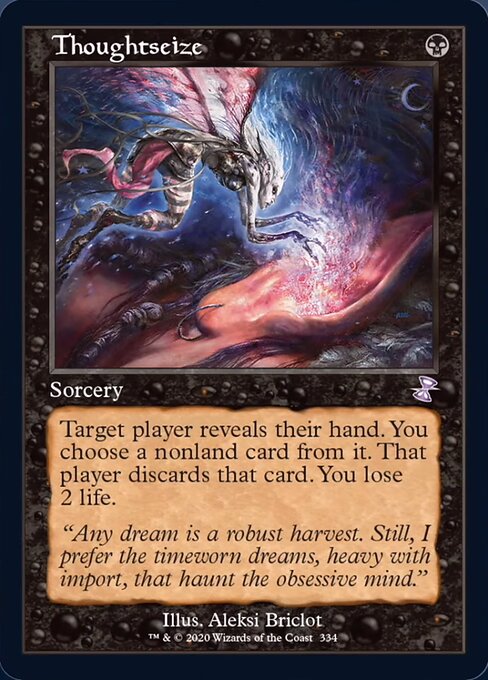 Thoughtseize
Sorcery
Target player reveals their hand. You
choose a nonland card from it. That
player discards that card. You lose
2 life.
“Any dream is a robust harvest. Still, I
prefer the timeworn dreams, heavy with
import, that haunt the obsessive mind.”
Illus. Aleksi Briclot
™ & © 2020 Wizards of the Coast 334